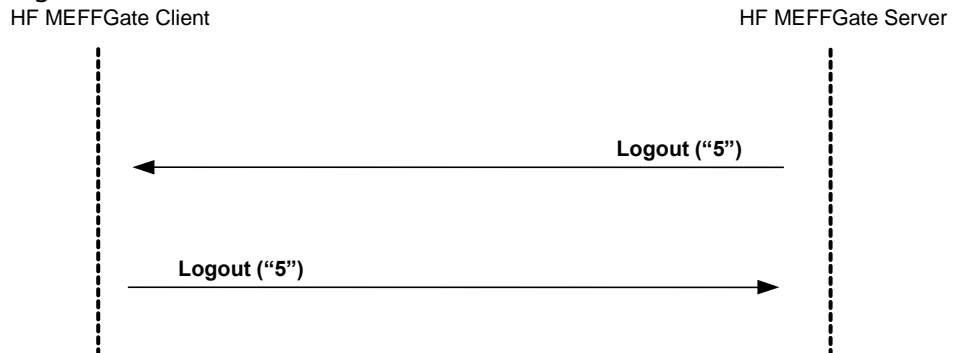 HF MEFFGate Client
HF MEFFGate Server
Logout (“5”)
Logout (“5”)